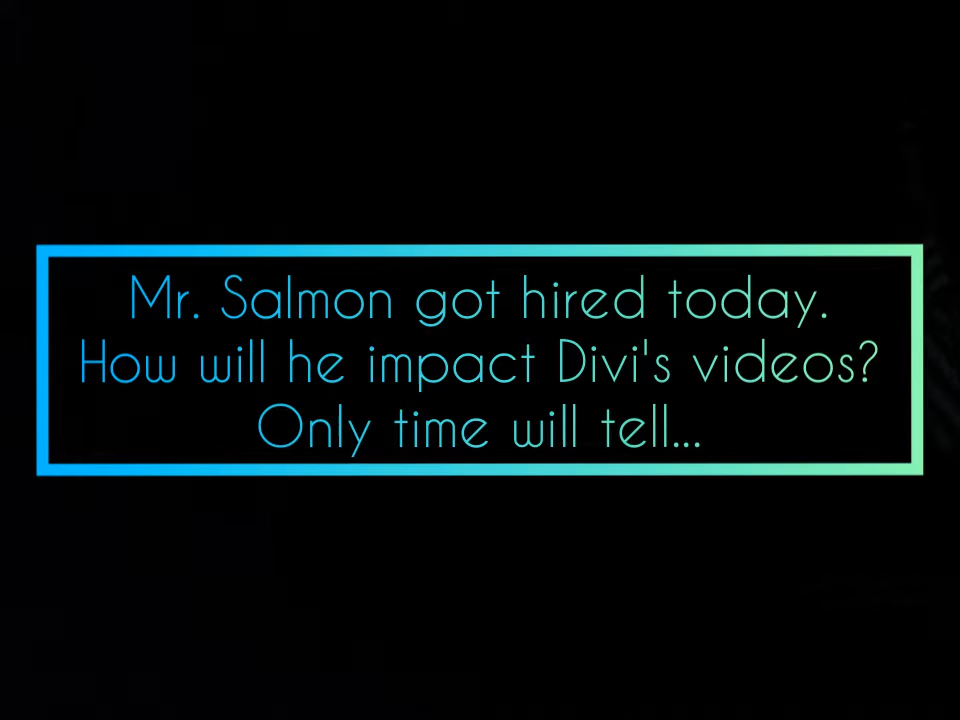 Mr. Salmon got hired today.
How will he impact Divi's videos?
Only time will tell...